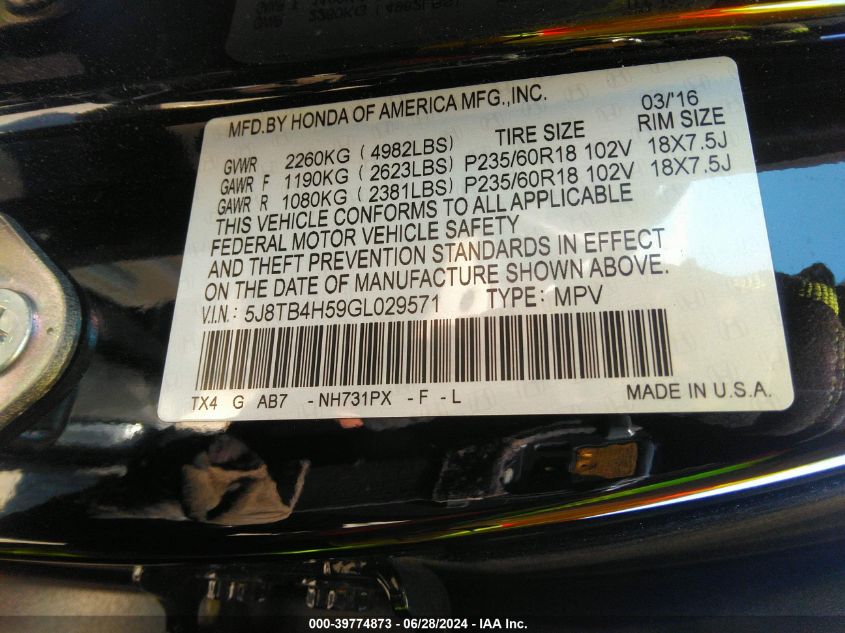 MFD.BY HONDA OF AMERICA MFG.,INC. 03/'16
TIRE SIZE RIM SIZE
GVWR 2260KG (4982LBS)
GAWR F 1190KG (2623LBS) P235/60R18 102V 18X7.5J
GAWR R 1080KG (2381LBS) P235/60R18 102V 18X7.5J
THIS VEHICLE CONFORMS TO ALL APPLICABLE
FEDERAL MOTOR VEHICLE SAFETY
AND THEFT PREVENTION STANDARDS IN EFFECT
ON THE DATE OF MANUFACTURE SHOWN ABOVE.
V.I.N.: 5J8TB4H59GL029571 TYPE: MPV
TX4 G AB7 -NH731PX -F -L MADE IN U.S.A.
000-39774873 - 06/28/2024 - IAA Inc.